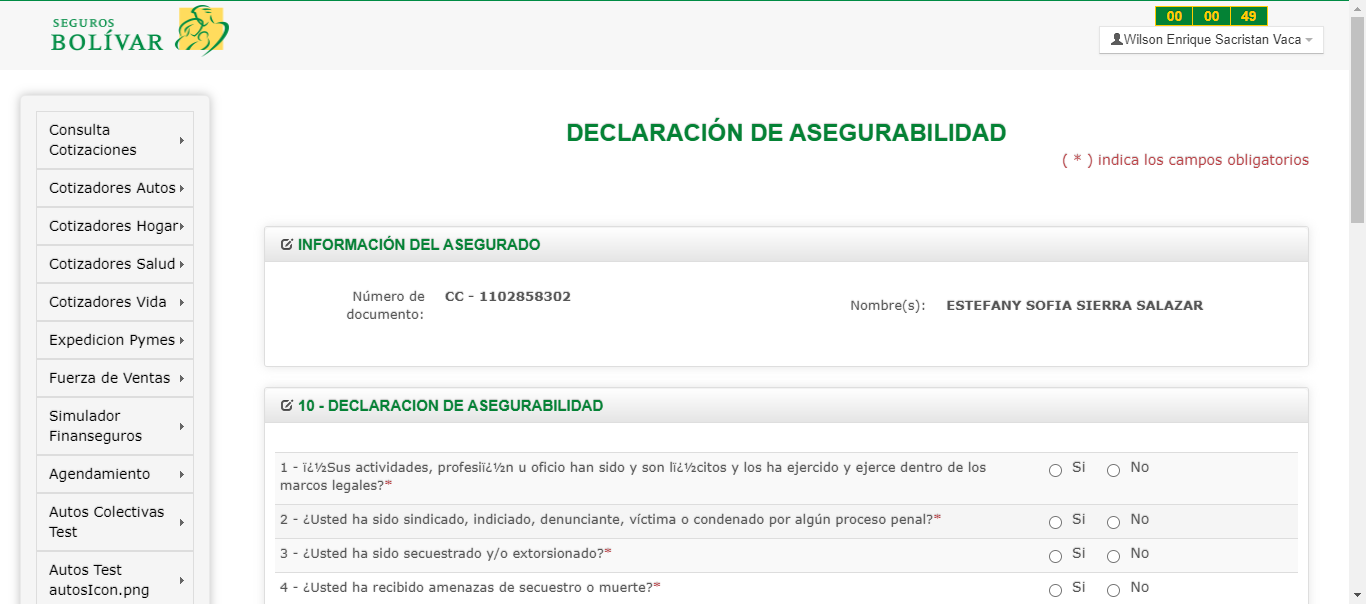 SEGUROS
BOLÍVAR
00 00 49
Wilson Enrique Sacristan Vaca
Consulta
Cotizaciones
Cotizadores Autos
Cotizadores Hogar
Cotizadores Salud
Cotizadores Vida
Expedicion Pymes
Fuerza de Ventas
Simulador
Finanseguros
Agendamiento
Autos Colectivas
Test
Autos Test
autosIcon.png
DECLARACIÓN DE ASEGURABILIDAD
( * ) indica los campos obligatorios
INFORMACIÓN DEL ASEGURADO
Número de
documento:
CC - 1102858302
Nombre(s): ESTEFANY SOFIA SIERRA SALAZAR
10 - DECLARACION DE ASEGURABILIDAD
1 - ï¿½Sus actividades, profesiï¿½n u oficio han sido y son lï¿½citos y los ha ejercido y ejerce dentro de los
marcos legales?*
Si No
2 - ¿Usted ha sido sindicado, indiciado, denunciante, víctima o condenado por algún proceso penal?* Si No
3 - ¿Usted ha sido secuestrado y/o extorsionado?* Si No
4 - ¿Usted ha recibido amenazas de secuestro o muerte?* Si No